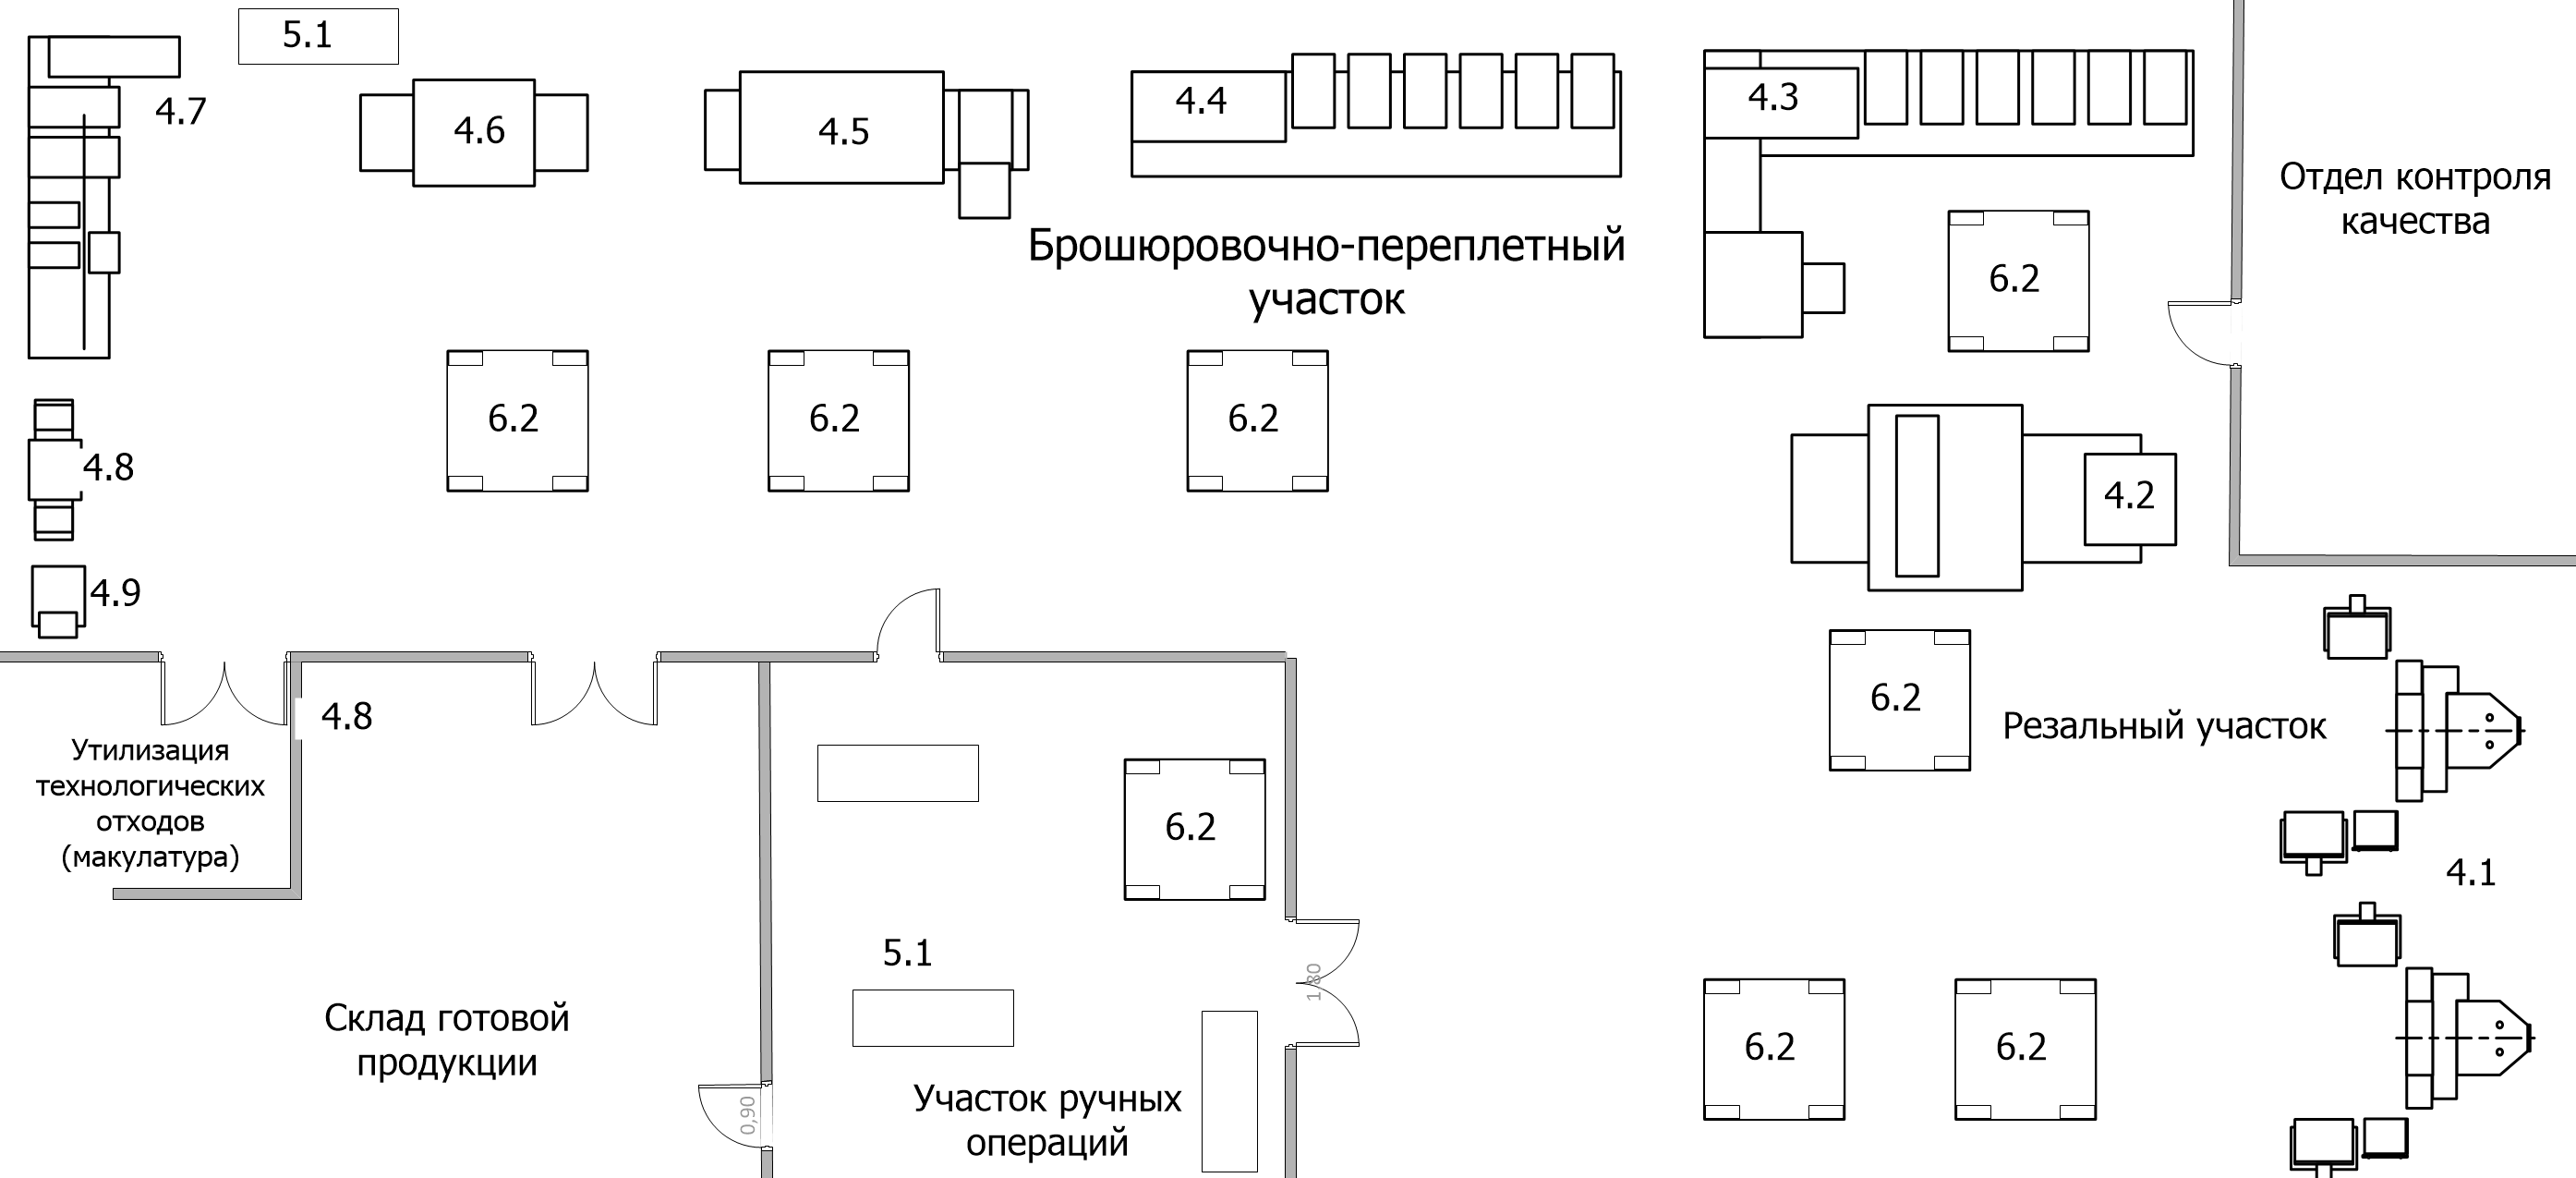 5.1
4.7
4.6
4.5
4.4
4.3
Отдел контроля
качества
Брошюровочно-переплетный
участок
6.2
6.2
6.2
6.2
4.8
4.2
4.9
6.2
4.8
Резальный участок
Утилизация
технологических
отходов
(макулатура)
6.2
4.1
5.1
1,80
Склад готовой
продукции
6.2
6.2
0,90
Участок ручных
операций